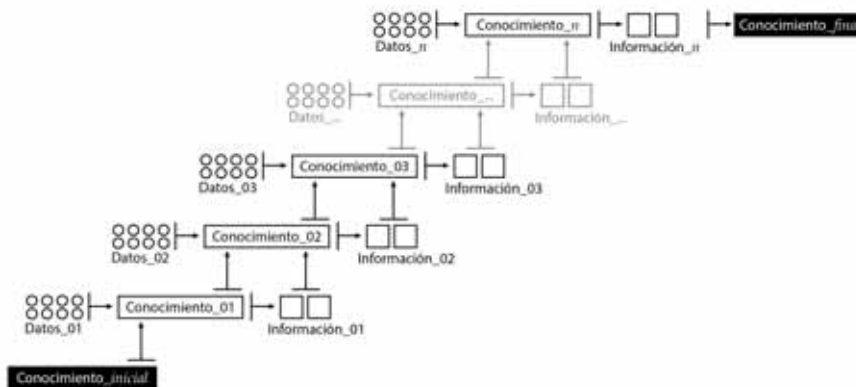 Conocimiento_n
Datos_n
Información_n
Conocimiento_final
Conocimiento_...
Datos_...
Información_...
Conocimiento_03
Datos_03
Información_03
Conocimiento_02
Datos_02
Información_02
Conocimiento_01
Datos_01
Información_01
Conocimiento_inicial